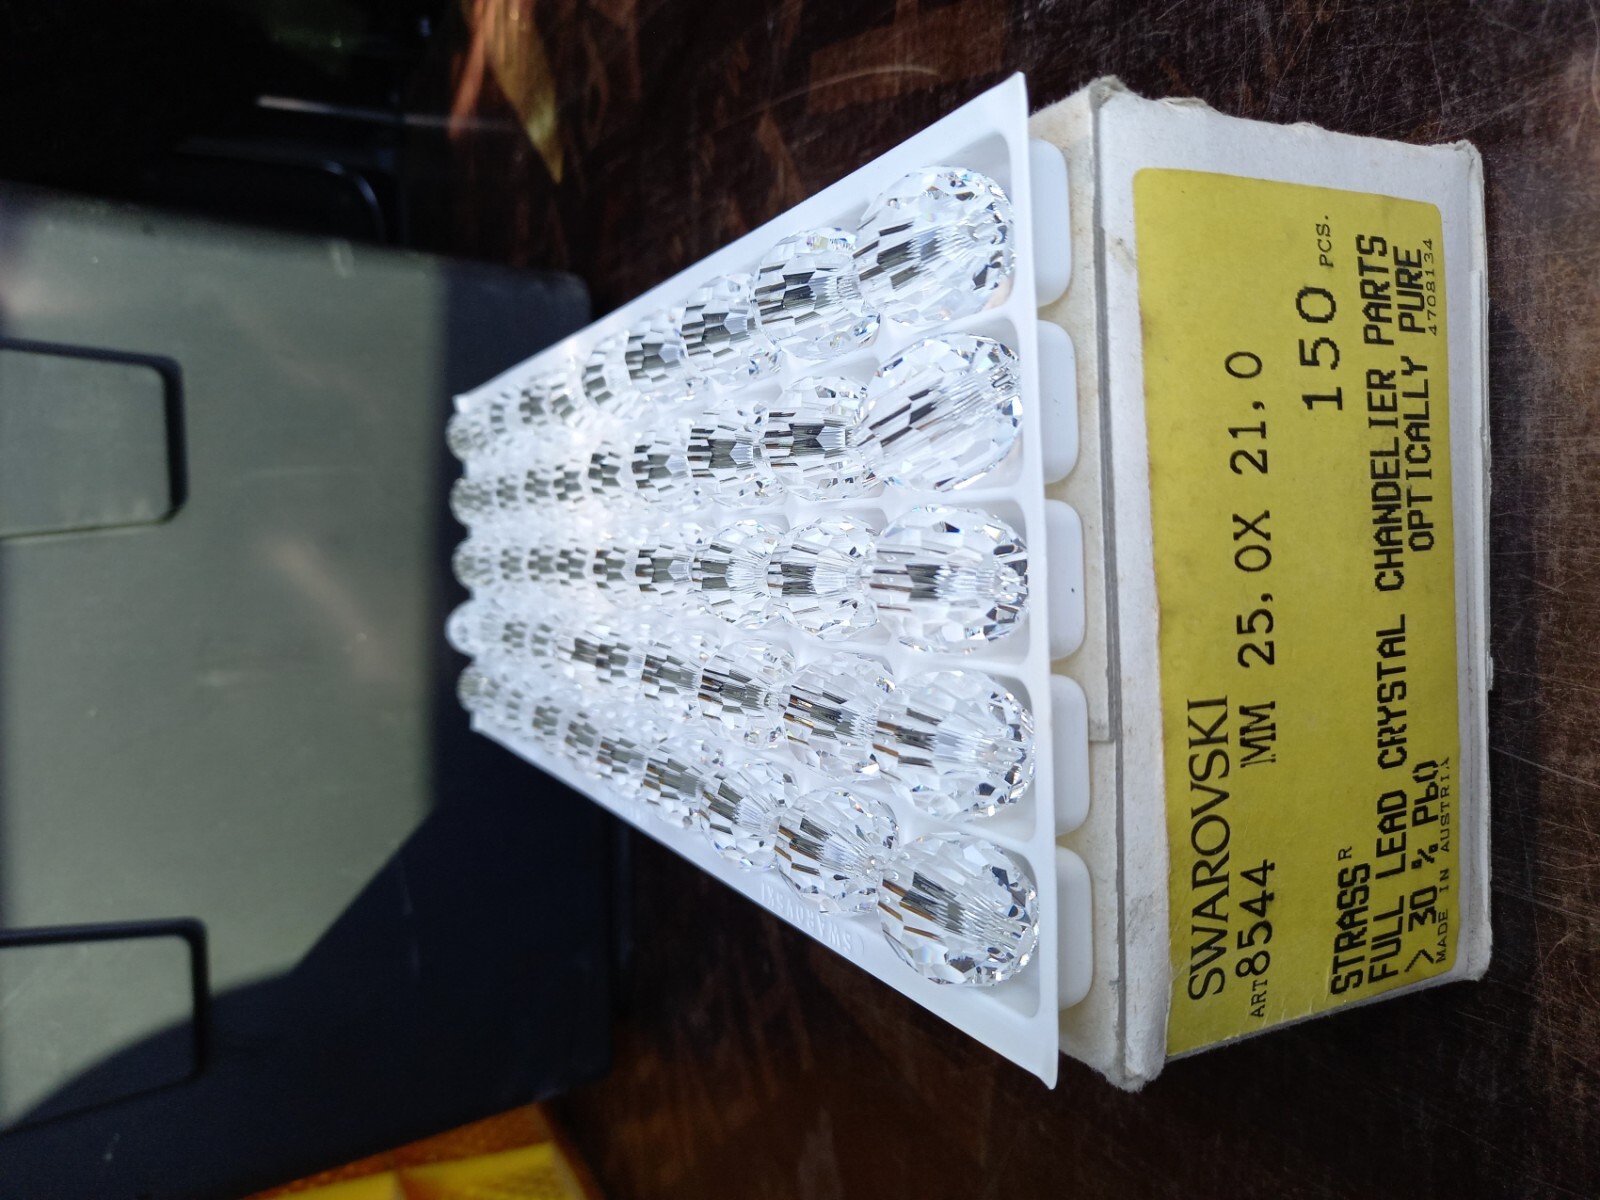 SWAROVSKI
ART 8544 MM 25,0X 21,0
150 PCS.
STRASS R
FULL LEAD CRYSTAL CHANDELIER PARTS
> 30 % PbO OPTICALLY PURE
MADE IN AUSTRIA 4708134
SWAROVSKI